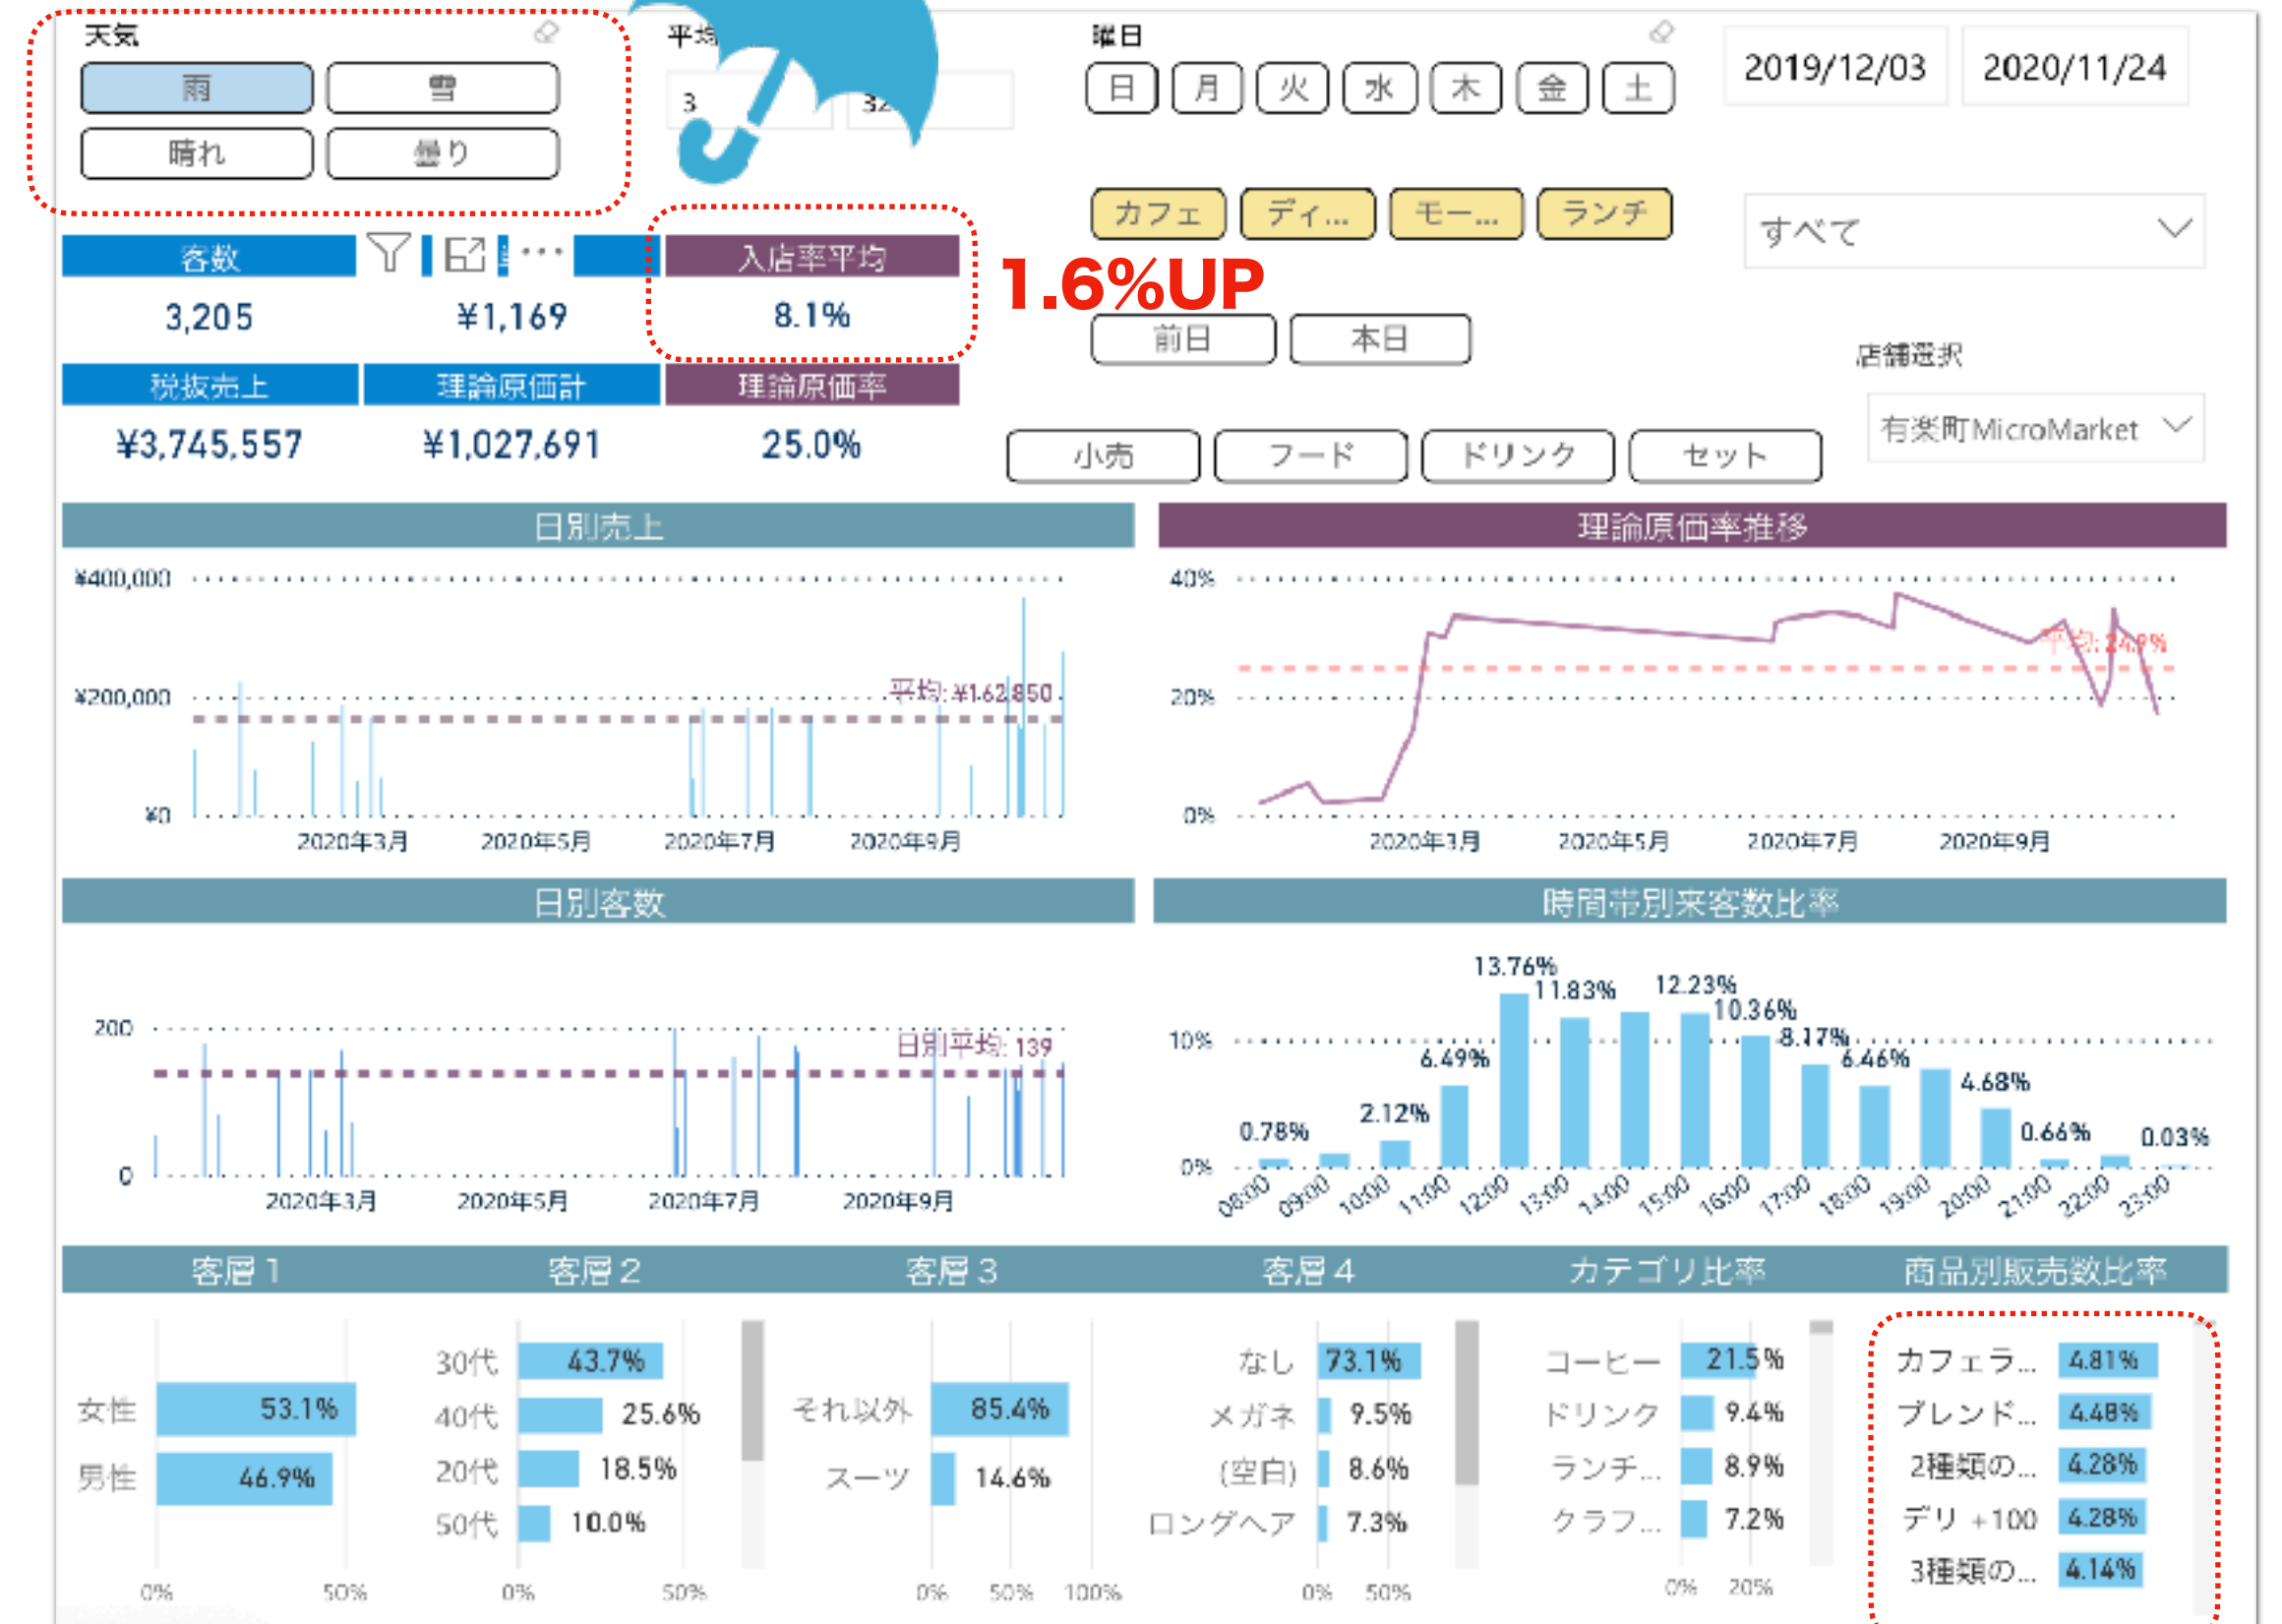 天気
平均
曜日
2019/12/03
2020/11/24
雨
雪
晴れ
曇り
3
32
日
月
火
水
木
金
土
カフェ
ディ...
モー...
ランチ
すべて
客数
入店率平均
3,205
¥1,169
8.1%
1.6%UP
前日
本日
店舗選択
税抜売上
理論原価計
理論原価率
¥3,745,557
¥1,027,691
25.0%
小売
フード
ドリンク
セット
有楽町MicroMarket
日別売上
¥400,000
¥200,000
¥0
平均: ¥162,850
2020年3月
2020年5月
2020年7月
2020年9月
理論原価率推移
40%
20%
0%
平均: 24.9%
2020年3月
2020年5月
2020年7月
2020年9月
日別客数
200
0
日別平均: 139
2020年3月
2020年5月
2020年7月
2020年9月
時間帯別来客数比率
10%
0%
0.78%
2.12%
6.49%
13.76%
11.83%
12.23%
10.36%
8.17%
6.46%
4.68%
0.66%
0.03%
08:00
09:00
10:00
11:00
12:00
13:00
14:00
15:00
16:00
17:00
18:00
19:00
20:00
21:00
22:00
23:00
客層1
女性 53.1%
男性 46.9%
0% 50%
客層2
30代 43.7%
40代 25.6%
20代 18.5%
50代 10.0%
0% 50%
客層3
それ以外 85.4%
スーツ 14.6%
0% 50% 100%
客層4
なし 73.1%
メガネ 9.5%
(空白) 8.6%
ロングヘア 7.3%
0% 50%
カテゴリ比率
コーヒー 21.5%
ドリンク 9.4%
ランチ... 8.9%
クラフ... 7.2%
0% 20%
商品別販売数比率
カフェラ... 4.81%
ブレンド... 4.48%
2種類の... 4.28%
デリ +100 4.28%
3種類の... 4.14%